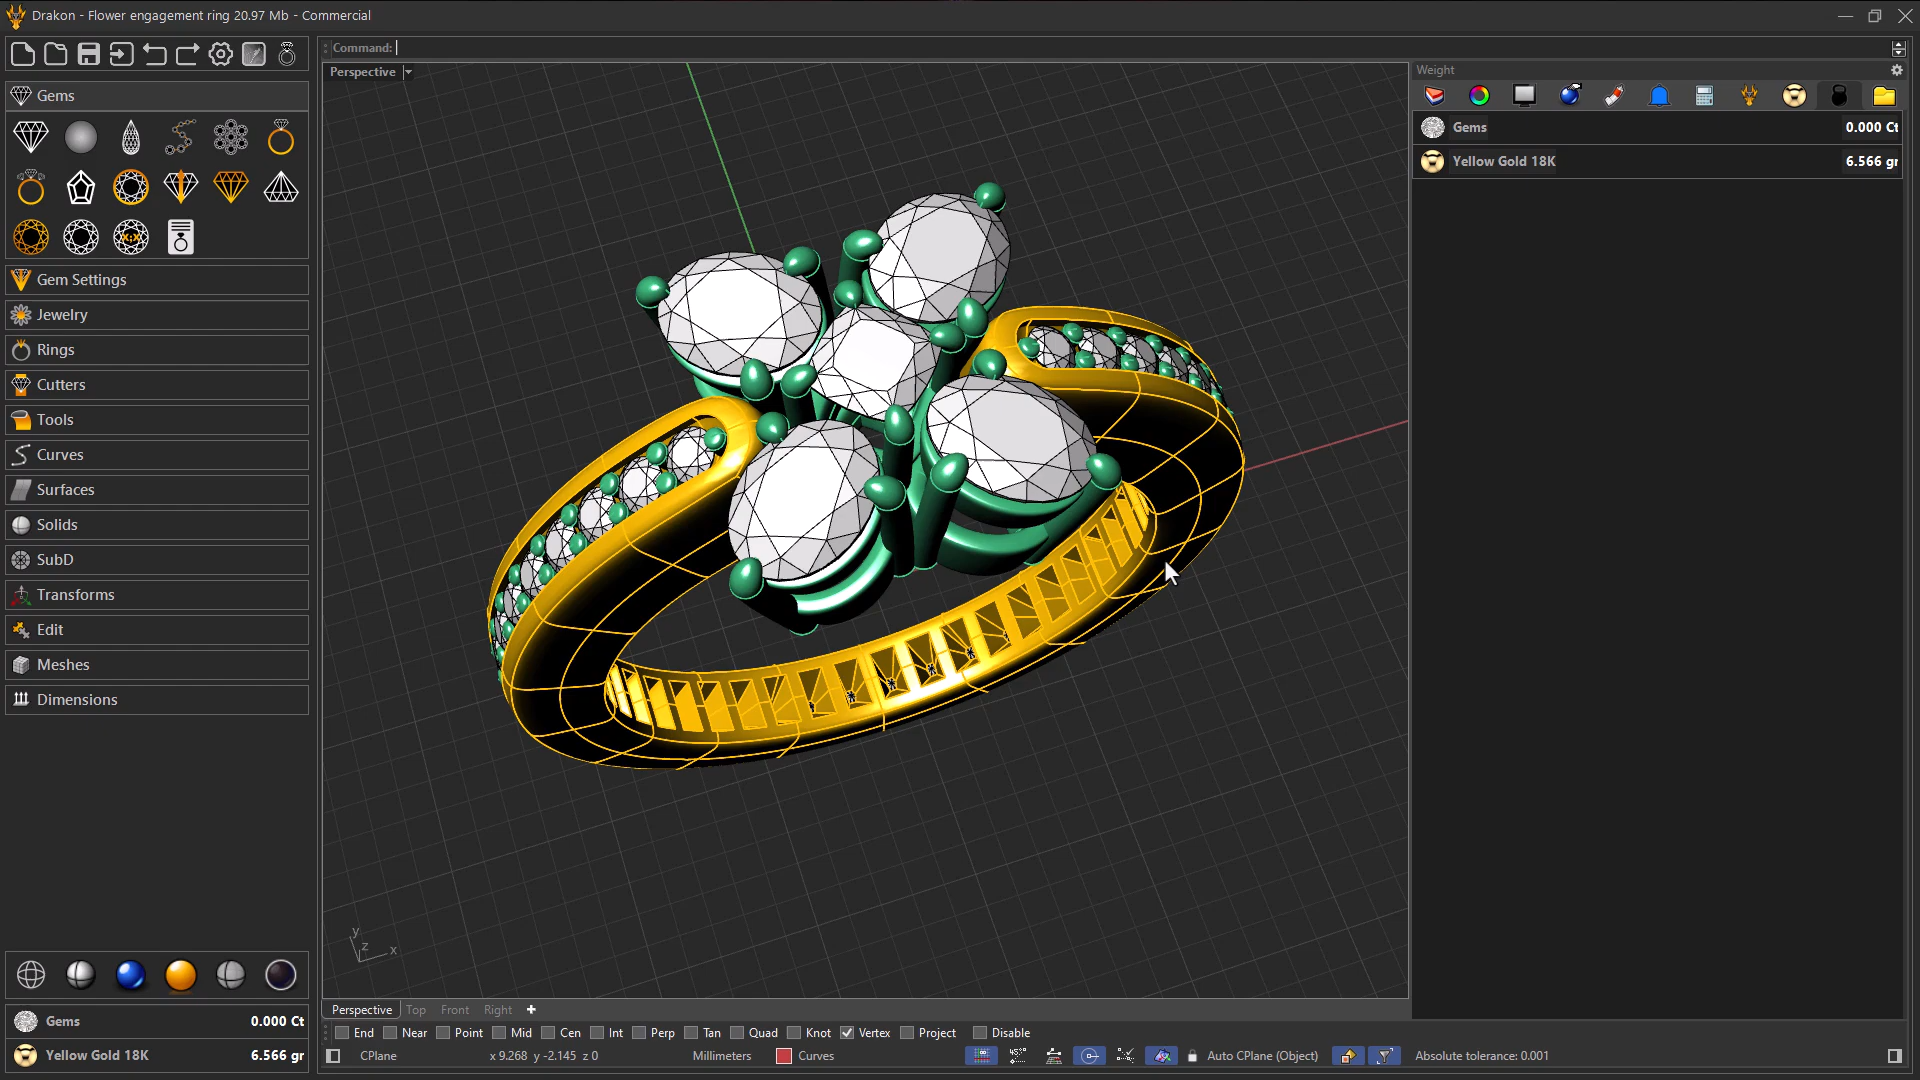 Drakon - Flower engagement ring 20.97 Mb - Commercial
Command:
Perspective
Weight
Gems 0.000 Ct
Yellow Gold 18K 6.566 gr
Gems
Gem Settings
Jewelry
Rings
Cutters
Tools
Curves
Surfaces
Solids
SubD
Transforms
Edit
Meshes
Dimensions
y
z
x
Gems 0.000 Ct
Yellow Gold 18K 6.566 gr
Perspective Top Front Right
End Near Point Mid Cen Int Perp Tan Quad Knot Vertex Project Disable
CPlane x 9.268 y -2.145 z 0 Millimeters Curves Auto CPlane (Object) Absolute tolerance: 0.001